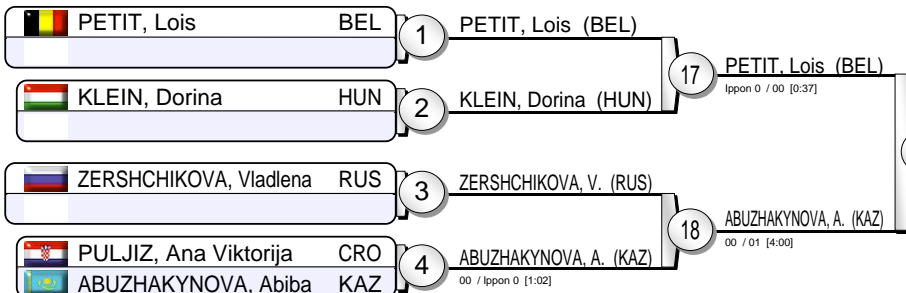 PETIT, Lois BEL
1
PETIT, Lois (BEL)
17
PETIT, Lois (BEL)
Ippon 0 / 00 [0:37]
KLEIN, Dorina HUN
2
KLEIN, Dorina (HUN)
ZERSHCHIKOVA, Vladlena RUS
3
ZERSHCHIKOVA, V. (RUS)
18
ABUZHAKYNOVA, A. (KAZ)
00 / 01 [4:00]
PULJIZ, Ana Viktorija CRO
4
ABUZHAKYNOVA, A. (KAZ)
00 / Ippon 0 [1:02]
ABUZHAKYNOVA, Abiba KAZ